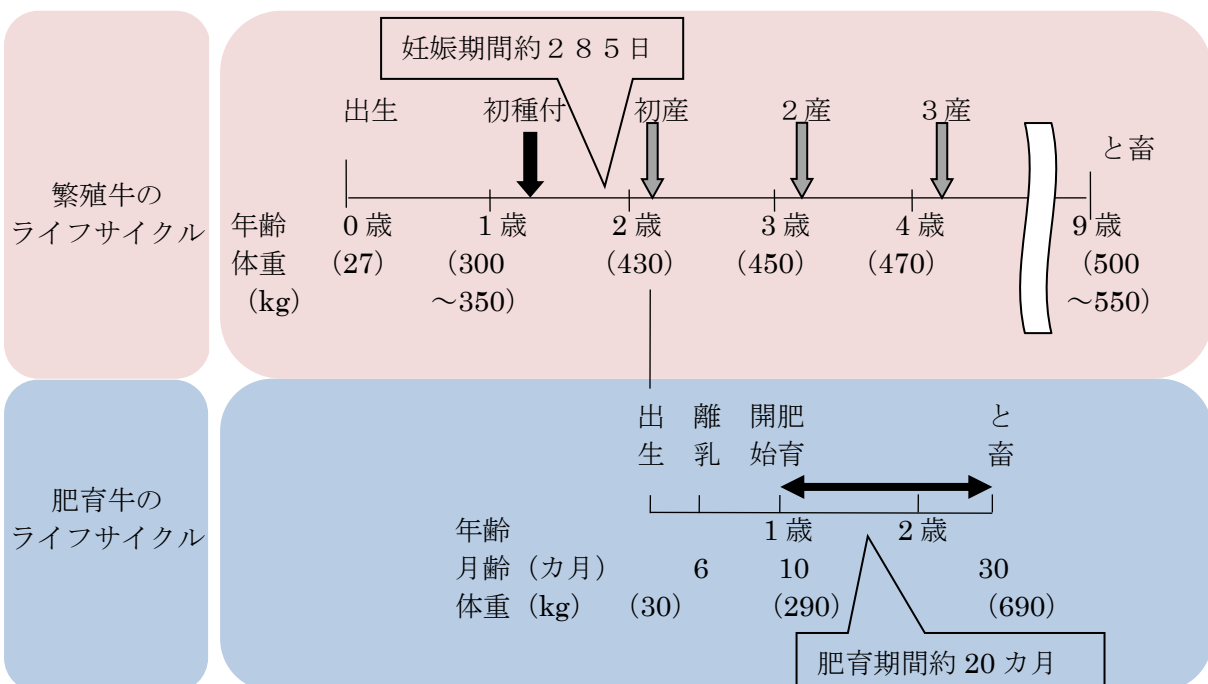 妊娠期間約２８５日
出生 初種付 初産 ２産 ３産
と畜
繁殖牛の
ライフサイクル
年齢 0 歳 1 歳 2 歳 3 歳 4 歳 9 歳
体重 （27） （300 （430） （450） （470） （500
（kg） ～350） ～550）
出生 離乳 肥育開始 と畜
肥育牛の
ライフサイクル
年齢 1 歳 2 歳
月齢（カ月） 6 10 30
体重（kg） （30） （290） （690）
肥育期間約 20 カ月